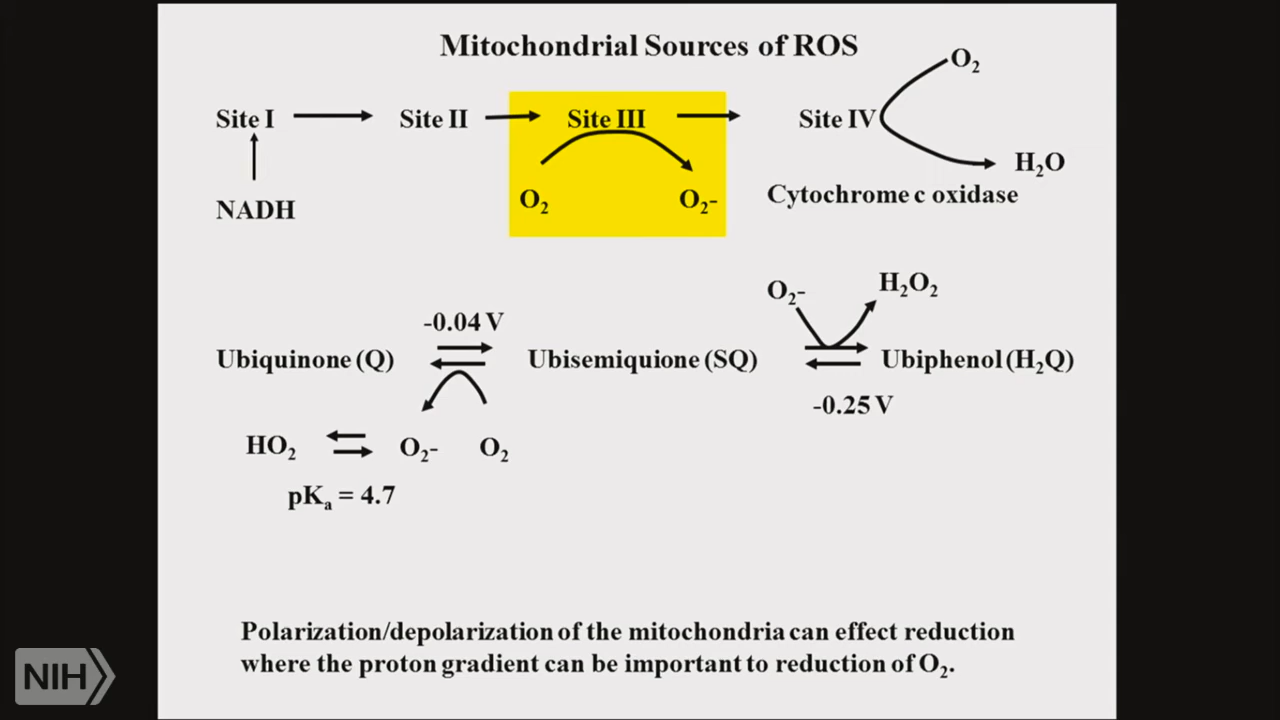 Mitochondrial Sources of ROS
O₂
Site I
Site II
Site III
Site IV
H₂O
NADH
O₂
O₂-
Cytochrome c oxidase
O₂-
H₂O₂
-0.04 V
Ubiquinone (Q)
Ubisemiquione (SQ)
Ubiphenol (H₂Q)
-0.25 V
HO₂
O₂-
O₂
pKₐ = 4.7
Polarization/depolarization of the mitochondria can effect reduction
where the proton gradient can be important to reduction of O₂.
NIH